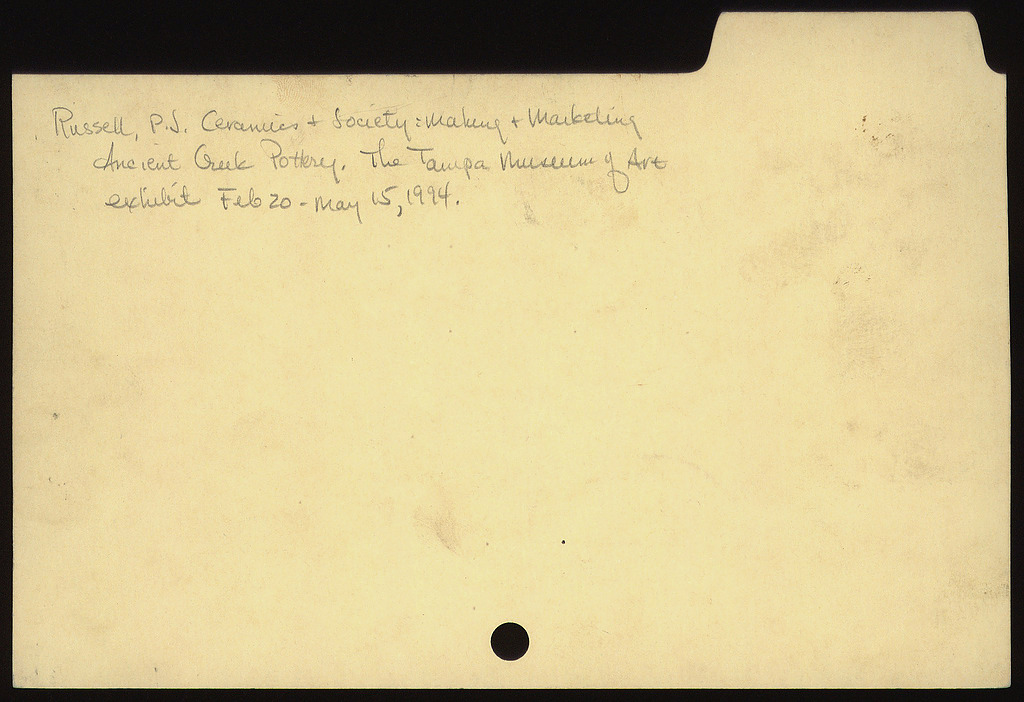 Russell, P.J. Ceramics + Society: Making + Marketing
Ancient Greek Pottery. The Tampa Museum of Art
exhibit Feb 20 - May 15, 1994.